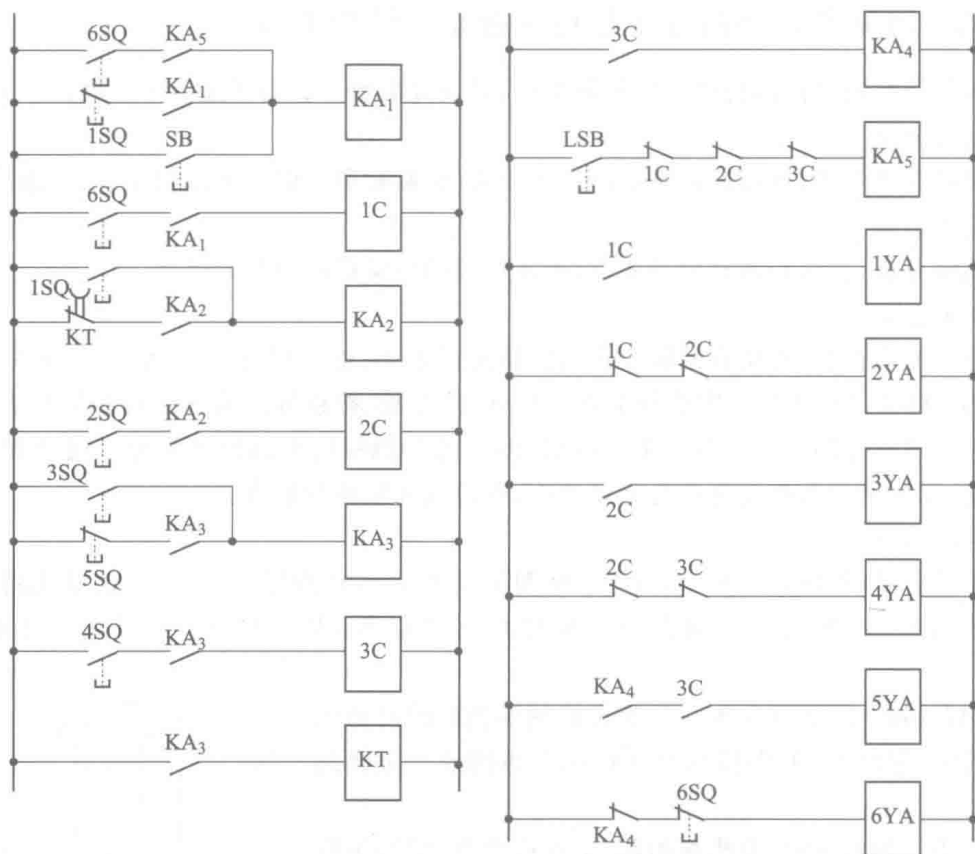 6SQ KA₅
KA₁
KA₁
1SQ SB
6SQ
1C
KA₁
1SQ
KA₂
KA₂
KT
2SQ KA₂
2C
3SQ
KA₃
KA₃
5SQ
4SQ KA₃
3C
KA₃
KT
3C
KA₄
LSB
KA₅
1C 2C 3C
1C
1YA
1C 2C
2YA
3YA
2C
2C 3C
4YA
KA₄ 3C
5YA
6SQ
6YA
KA₄